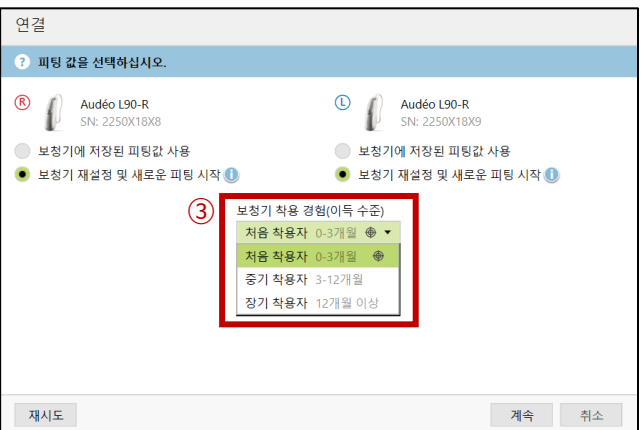 연결
? 피팅 값을 선택하십시오.
R Audéo L90-R
SN: 2250X18X8
보청기에 저장된 피팅값 사용
보청기 재설정 및 새로운 피팅 시작 i
L Audéo L90-R
SN: 2250X18X9
보청기에 저장된 피팅값 사용
보청기 재설정 및 새로운 피팅 시작 i
③
보청기 착용 경험(이득 수준)
처음 착용자 0-3개월
처음 착용자 0-3개월
중기 착용자 3-12개월
장기 착용자 12개월 이상
재시도 계속 취소